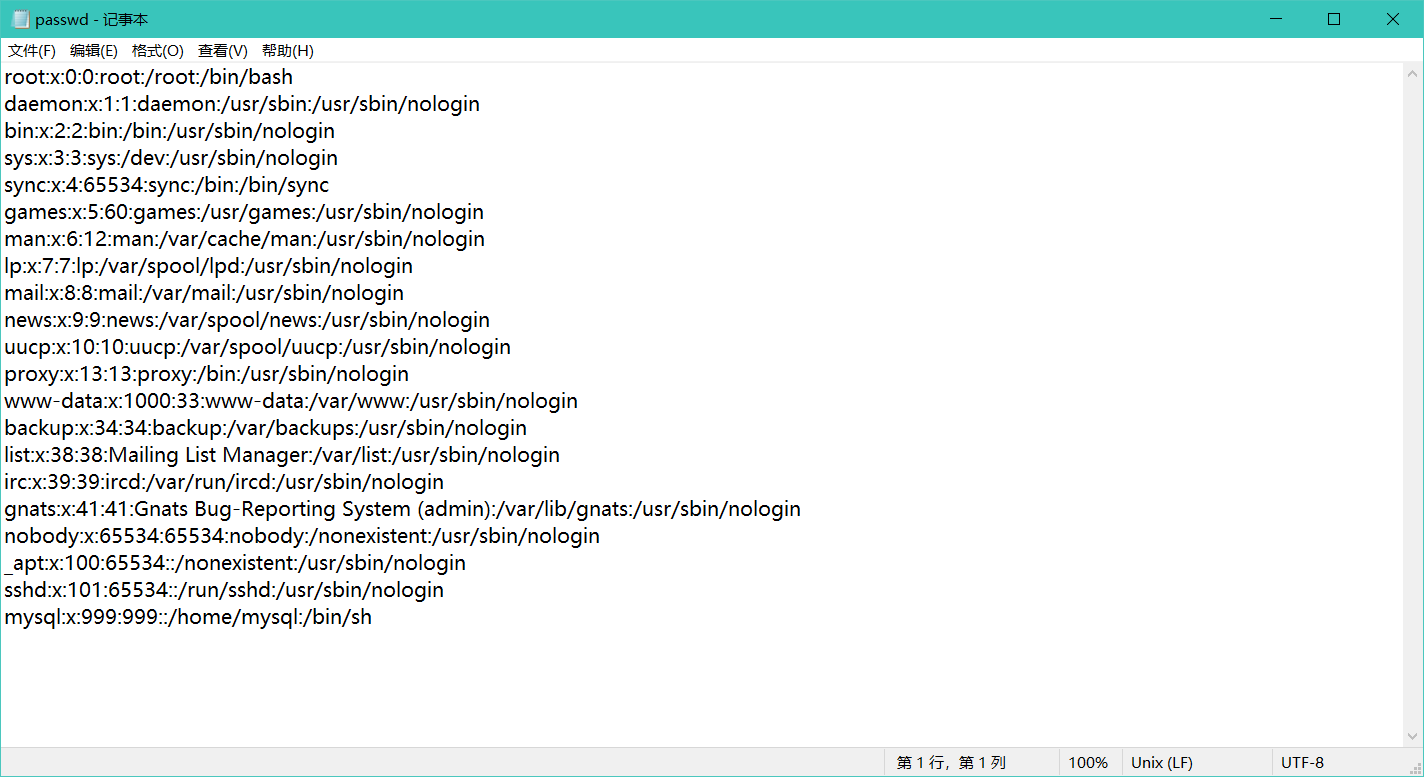 passwd - 记事本
文件(F) 编辑(E) 格式(O) 查看(V) 帮助(H)
root:x:0:0:root:/root:/bin/bash
daemon:x:1:1:daemon:/usr/sbin:/usr/sbin/nologin
bin:x:2:2:bin:/bin:/usr/sbin/nologin
sys:x:3:3:sys:/dev:/usr/sbin/nologin
sync:x:4:65534:sync:/bin:/bin/sync
games:x:5:60:games:/usr/games:/usr/sbin/nologin
man:x:6:12:man:/var/cache/man:/usr/sbin/nologin
lp:x:7:7:lp:/var/spool/lpd:/usr/sbin/nologin
mail:x:8:8:mail:/var/mail:/usr/sbin/nologin
news:x:9:9:news:/var/spool/news:/usr/sbin/nologin
uucp:x:10:10:uucp:/var/spool/uucp:/usr/sbin/nologin
proxy:x:13:13:proxy:/bin:/usr/sbin/nologin
www-data:x:1000:33:www-data:/var/www:/usr/sbin/nologin
backup:x:34:34:backup:/var/backups:/usr/sbin/nologin
list:x:38:38:Mailing List Manager:/var/list:/usr/sbin/nologin
irc:x:39:39:ircd:/var/run/ircd:/usr/sbin/nologin
gnats:x:41:41:Gnats Bug-Reporting System (admin):/var/lib/gnats:/usr/sbin/nologin
nobody:x:65534:65534:nobody:/nonexistent:/usr/sbin/nologin
_apt:x:100:65534::/nonexistent:/usr/sbin/nologin
sshd:x:101:65534::/run/sshd:/usr/sbin/nologin
mysql:x:999:999::/home/mysql:/bin/sh
第 1 行，第 1 列 100% Unix (LF) UTF-8